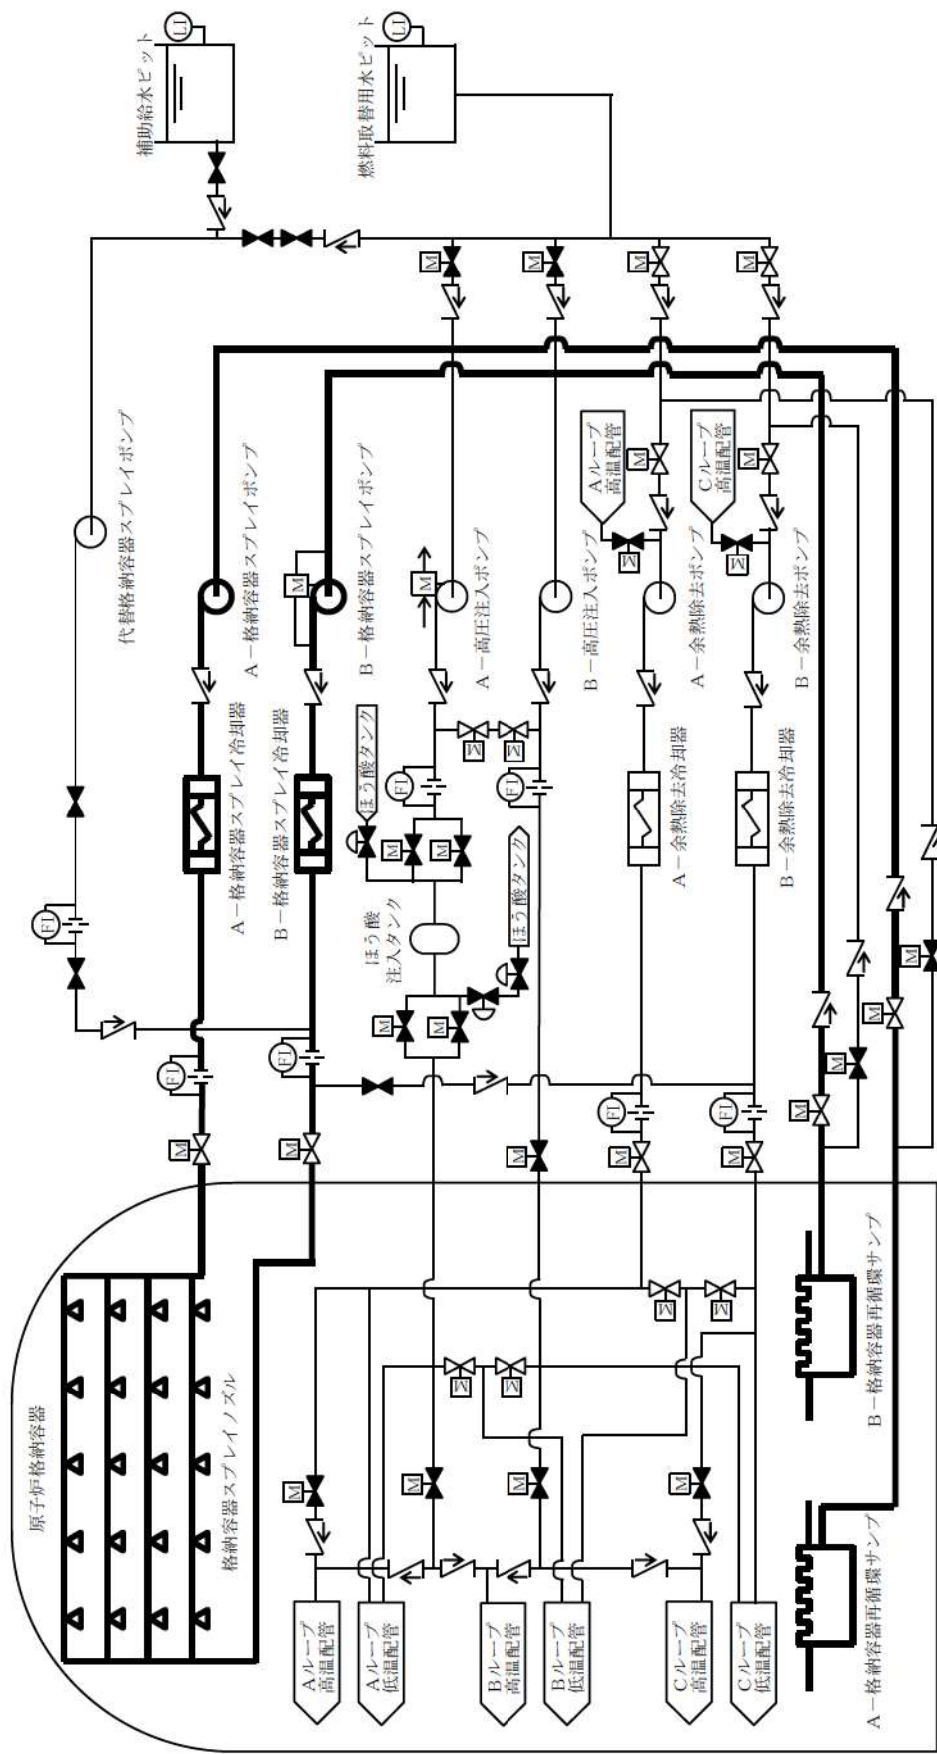 補助給水ピット
LI
燃料取替用水ピット
LI
代替格納容器スプレイポンプ
FI
A－格納容器スプレイポンプ
A－格納容器スプレイ冷却器
FI
M
M
B－格納容器スプレイポンプ
B－格納容器スプレイ冷却器
FI
M
M
A－高圧注入ポンプ
M
ほう酸タンク
FI
M
M
ほう酸
注入タンク
M
M
M
M
B－高圧注入ポンプ
M
FI
ほう酸タンク
M
Aループ
高温配管
M
M
M
A－余熱除去ポンプ
A－余熱除去冷却器
FI
M
Cループ
高温配管
M
M
M
B－余熱除去ポンプ
B－余熱除去冷却器
FI
M
M
M
M
M
原子炉格納容器
格納容器スプレイノズル
M
M
M
M
M
M
M
M
Aループ
高温配管
Aループ
低温配管
Bループ
高温配管
Bループ
低温配管
Cループ
高温配管
Cループ
低温配管
B－格納容器再循環サンプ
A－格納容器再循環サンプ